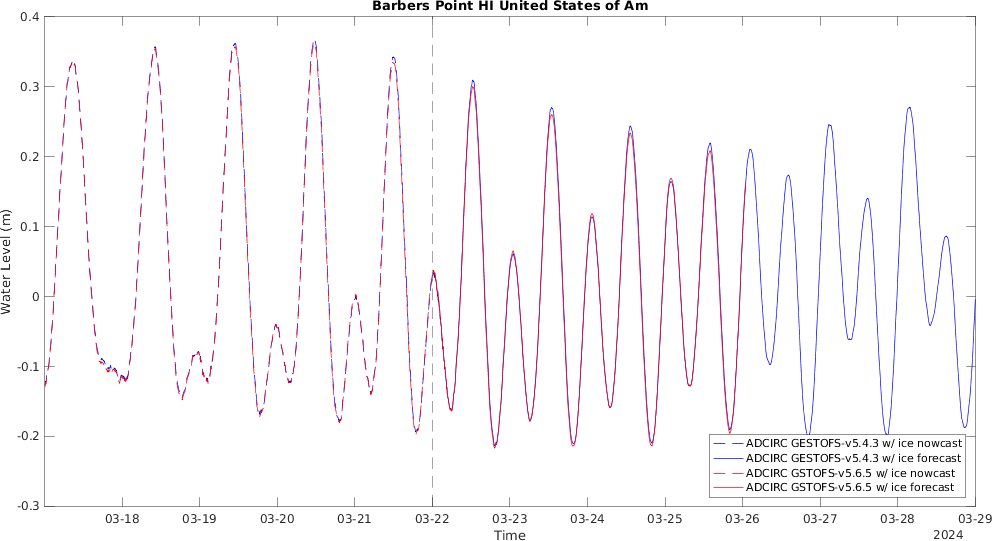 Barbers Point HI United States of Am
Water Level (m)
0.4
0.3
0.2
0.1
0
-0.1
-0.2
-0.3
ADCIRC GESTOFS-v5.4.3 w/ ice nowcast
ADCIRC GESTOFS-v5.4.3 w/ ice forecast
ADCIRC GSTOFS-v5.6.5 w/ ice nowcast
ADCIRC GSTOFS-v5.6.5 w/ ice forecast
03-18 03-19 03-20 03-21 03-22 03-23 03-24 03-25 03-26 03-27 03-28 03-29
Time
2024